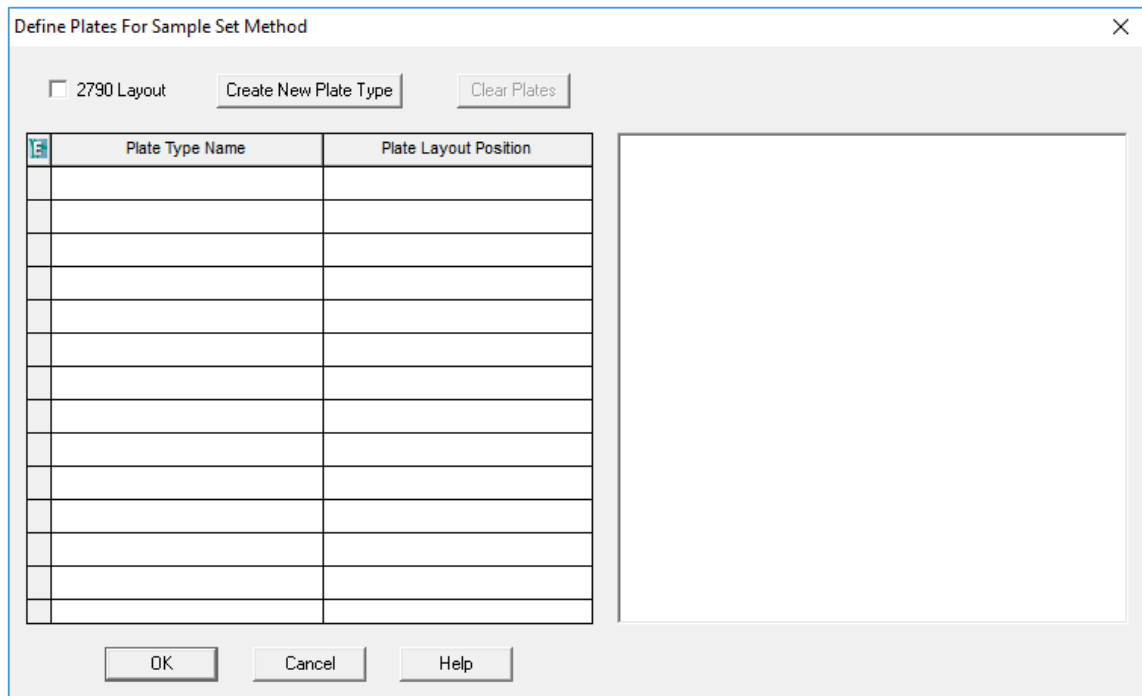 Define Plates For Sample Set Method
2790 Layout Create New Plate Type Clear Plates
Plate Type Name Plate Layout Position
OK Cancel Help